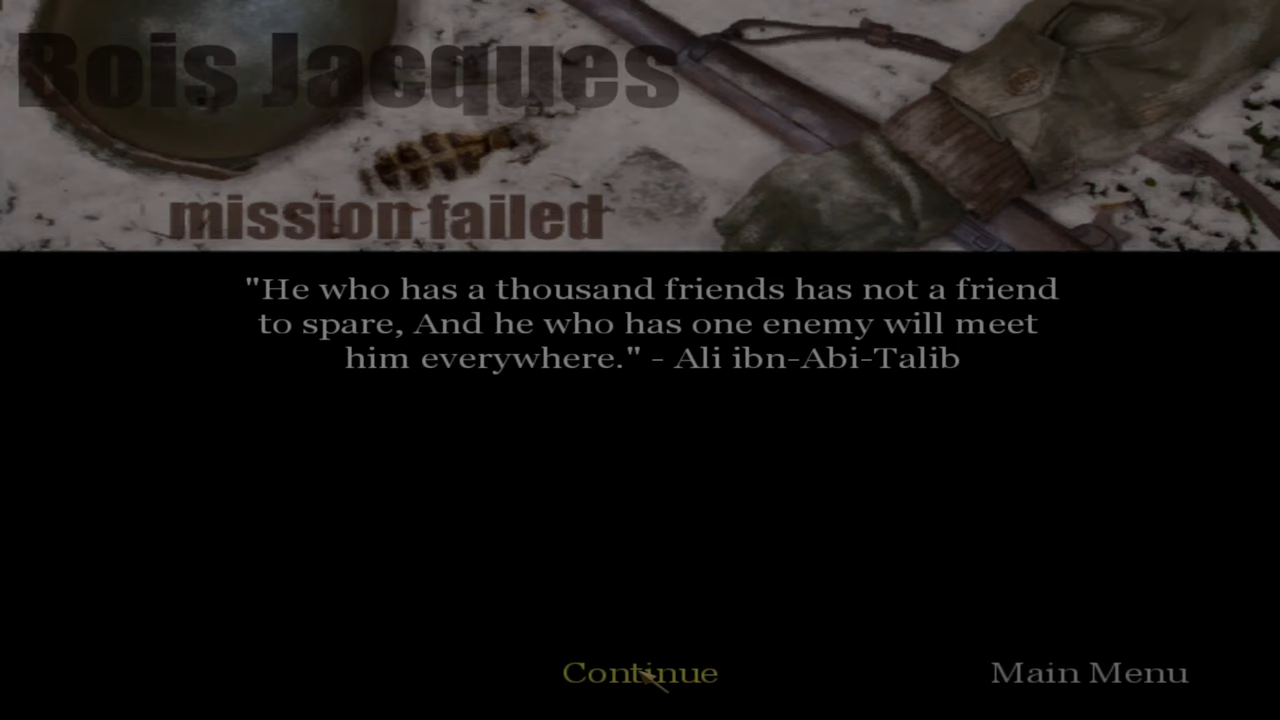 Bois Jacques
mission failed
"He who has a thousand friends has not a friend
to spare, And he who has one enemy will meet
him everywhere." - Ali ibn-Abi-Talib
Continue
Main Menu